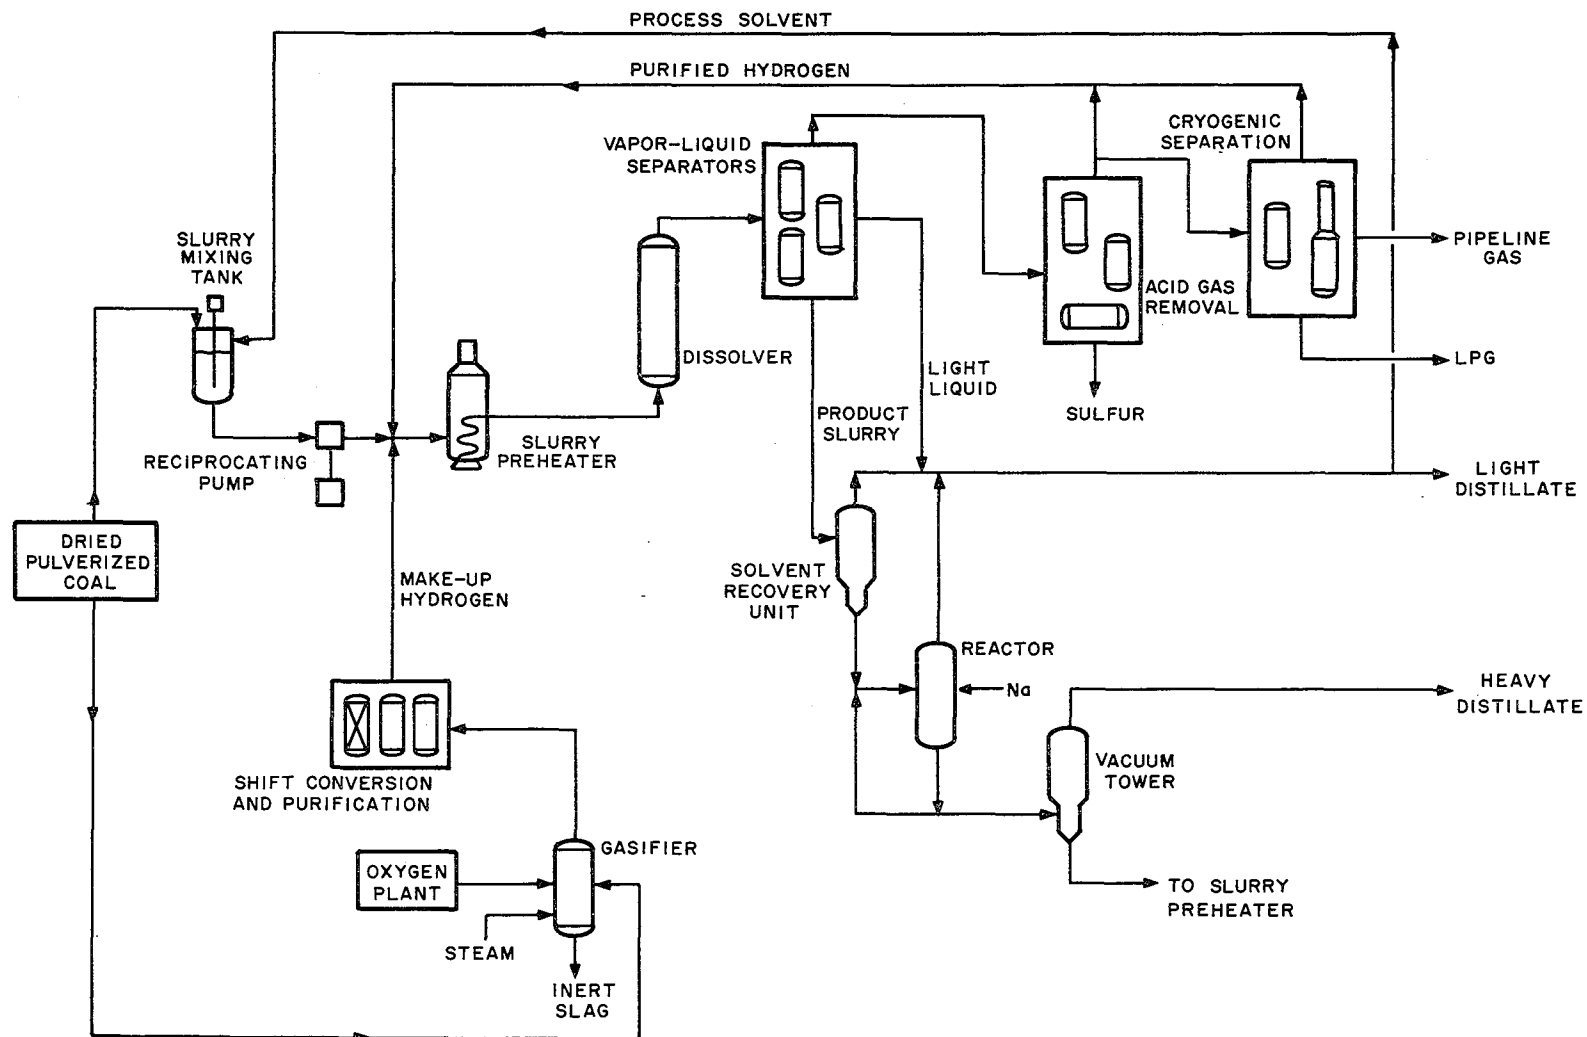 PROCESS SOLVENT
PURIFIED HYDROGEN
CRYOGENIC
SEPARATION
VAPOR-LIQUID
SEPARATORS
SLURRY
MIXING
TANK
PIPELINE
GAS
ACID GAS
REMOVAL
DISSOLVER
LPG
LIGHT
LIQUID
SULFUR
PRODUCT
SLURRY
SLURRY
PREHEATER
RECIPROCATING
PUMP
LIGHT
DISTILLATE
DRIED
PULVERIZED
COAL
MAKE-UP
HYDROGEN
SOLVENT
RECOVERY
UNIT
REACTOR
Na
HEAVY
DISTILLATE
VACUUM
TOWER
SHIFT CONVERSION
AND PURIFICATION
GASIFIER
OXYGEN
PLANT
TO SLURRY
PREHEATER
STEAM
INERT
SLAG